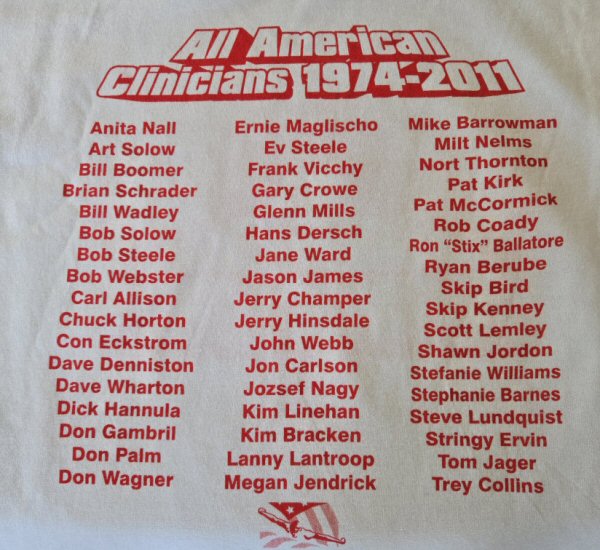 All American
Clinicians 1974-2011
Anita Nall
Art Solow
Bill Boomer
Brian Schrader
Bill Wadley
Bob Solow
Bob Steele
Bob Webster
Carl Allison
Chuck Horton
Con Eckstrom
Dave Denniston
Dave Wharton
Dick Hannula
Don Gambril
Don Palm
Don Wagner
Ernie Maglischo
Ev Steele
Frank Vicchy
Gary Crowe
Glenn Mills
Hans Dersch
Jane Ward
Jason James
Jerry Champer
Jerry Hinsdale
John Webb
Jon Carlson
Jozsef Nagy
Kim Linehan
Kim Bracken
Lanny Lantroop
Megan Jendrick
Mike Barrowman
Milt Nelms
Nort Thornton
Pat Kirk
Pat McCormick
Rob Coady
Ron “Stix” Ballatore
Ryan Berube
Skip Bird
Skip Kenney
Scott Lemley
Shawn Jordon
Stefanie Williams
Stephanie Barnes
Steve Lundquist
Stringy Ervin
Tom Jager
Trey Collins